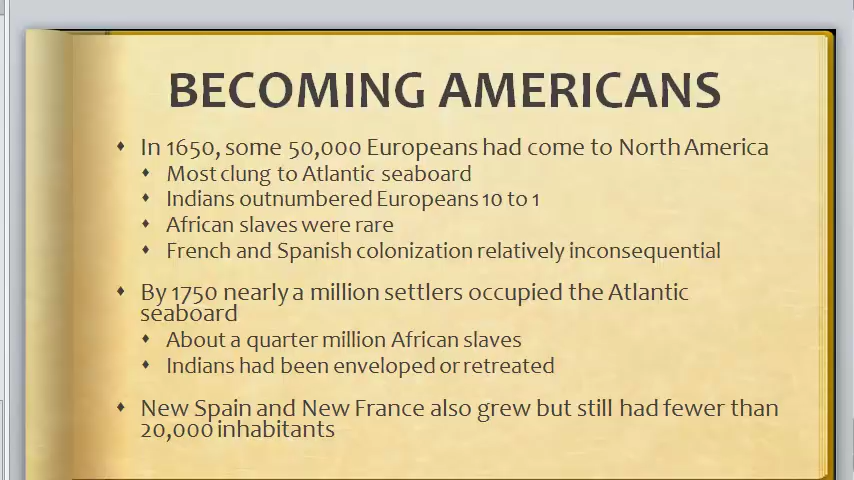 BECOMING AMERICANS
In 1650, some 50,000 Europeans had come to North America
Most clung to Atlantic seaboard
Indians outnumbered Europeans 10 to 1
African slaves were rare
French and Spanish colonization relatively inconsequential
By 1750 nearly a million settlers occupied the Atlantic
seaboard
About a quarter million African slaves
Indians had been enveloped or retreated
New Spain and New France also grew but still had fewer than
20,000 inhabitants